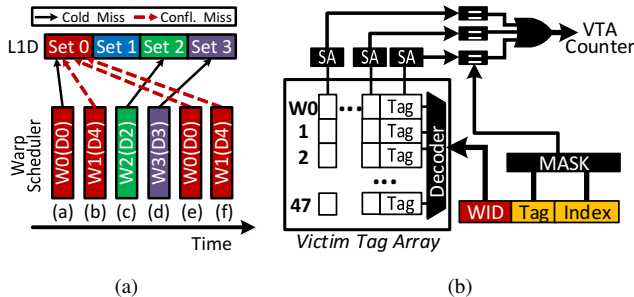 Cold Miss
Confl. Miss
L1D
Set 0
Set 1
Set 2
Set 3
Warp
Scheduler
W0(D0)
W1(D4)
W2(D2)
W3(D3)
W0(D0)
W1(D4)
(a)
(b)
(c)
(d)
(e)
(f)
Time
(a)
VTA
Counter
SA
SA
SA
W0
...
Tag
1
Tag
2
Tag
...
47
Tag
Decoder
MASK
WID
Tag
Index
Victim Tag Array
(b)